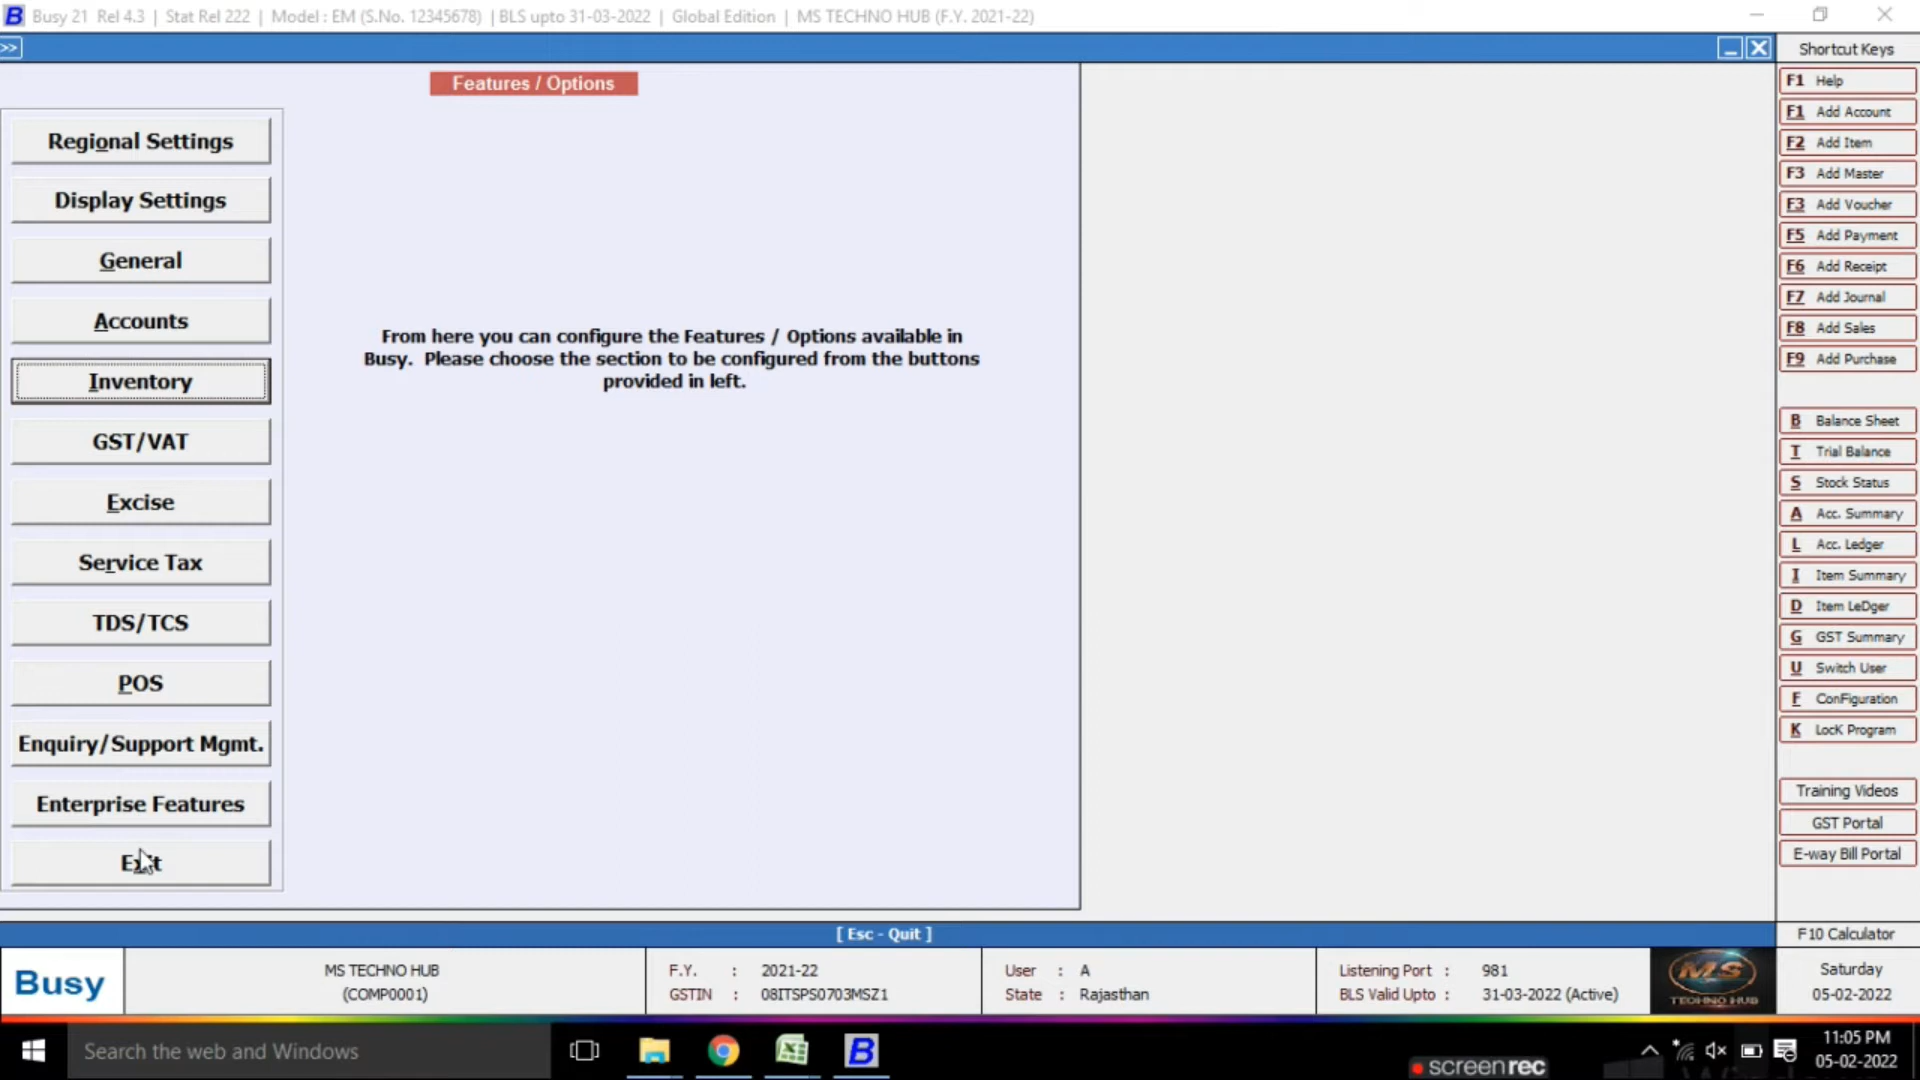 Busy 21 Rel 4.3 | Stat Rel 222 | Model : EM (S.No. 12345678) | BLS upto 31-03-2022 | Global Edition | MS TECHNO HUB (F.Y. 2021-22)
>>
Features / Options
Regional Settings
Display Settings
General
Accounts
Inventory
GST/VAT
Excise
Service Tax
TDS/TCS
POS
Enquiry/Support Mgmt.
Enterprise Features
Exit
From here you can configure the Features / Options available in
Busy. Please choose the section to be configured from the buttons
provided in left.
Shortcut Keys
F1 Help
F1 Add Account
F2 Add Item
F3 Add Master
F3 Add Voucher
F5 Add Payment
F6 Add Receipt
F7 Add Journal
F8 Add Sales
F9 Add Purchase
B Balance Sheet
T Trial Balance
S Stock Status
A Acc. Summary
L Acc. Ledger
I Item Summary
D Item LeDger
G GST Summary
U Switch User
F ConFiguration
K LocK Program
Training Videos
GST Portal
E-way Bill Portal
[ Esc - Quit ]
F10 Calculator
Busy
MS TECHNO HUB
(COMP0001)
F.Y. : 2021-22
GSTIN : 08ITSPS0703MSZ1
User : A
State : Rajasthan
Listening Port : 981
BLS Valid Upto : 31-03-2022 (Active)
MS
TECHNO HUB
Saturday
05-02-2022
Search the web and Windows
B
screenrec
11:05 PM
05-02-2022